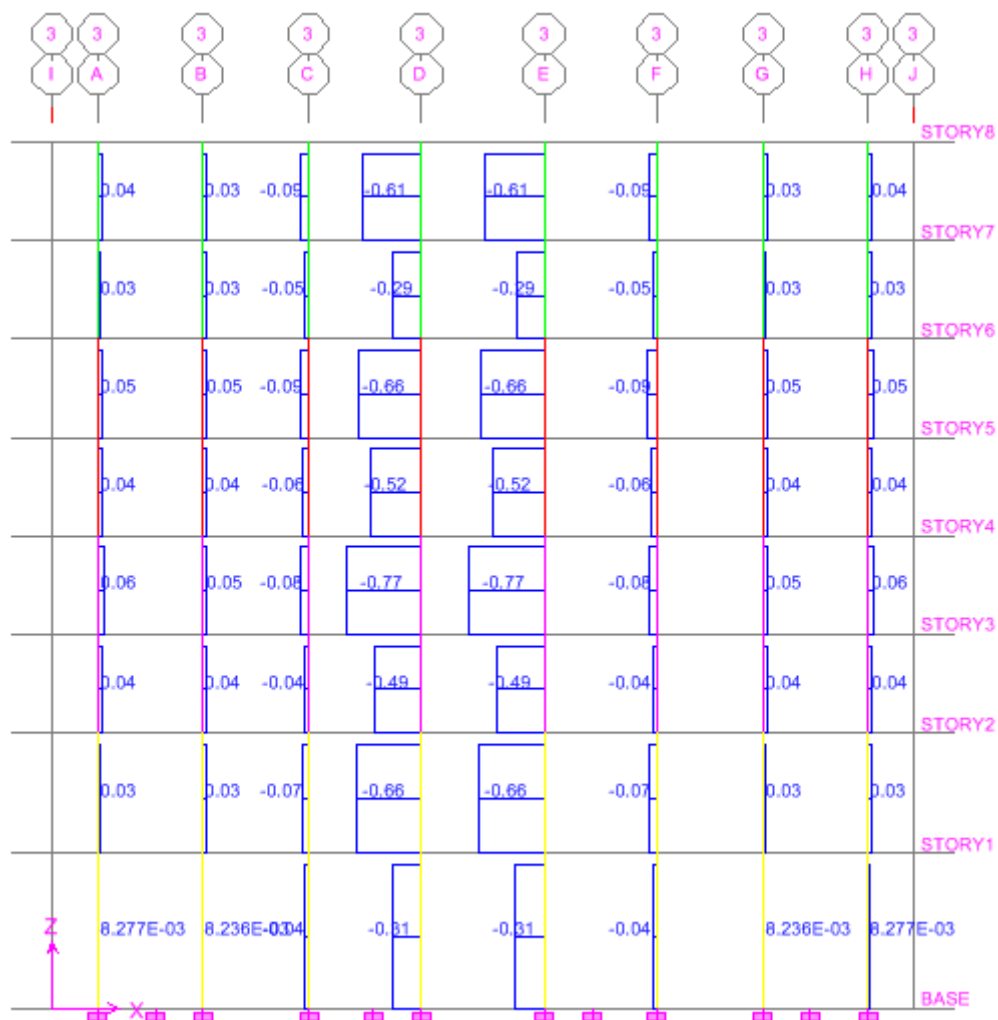 3 3 3 3 3 3 3 3 3 3
I A B C D E F G H J
STORY8
0.04 0.03 -0.09 -0.61 -0.61 -0.09 0.03 0.04
STORY7
0.03 0.03 -0.05 -0.29 -0.29 -0.05 0.03 0.03
STORY6
0.05 0.05 -0.09 -0.66 -0.66 -0.09 0.05 0.05
STORY5
0.04 0.04 -0.06 -0.52 -0.52 -0.06 0.04 0.04
STORY4
0.06 0.05 -0.08 -0.77 -0.77 -0.08 0.05 0.06
STORY3
0.04 0.04 -0.04 -0.49 -0.49 -0.04 0.04 0.04
STORY2
0.03 0.03 -0.07 -0.66 -0.66 -0.07 0.03 0.03
STORY1
Z 8.277E-03 8.236E-03 -0.04 -0.31 -0.31 -0.04 8.236E-03 8.277E-03
X BASE